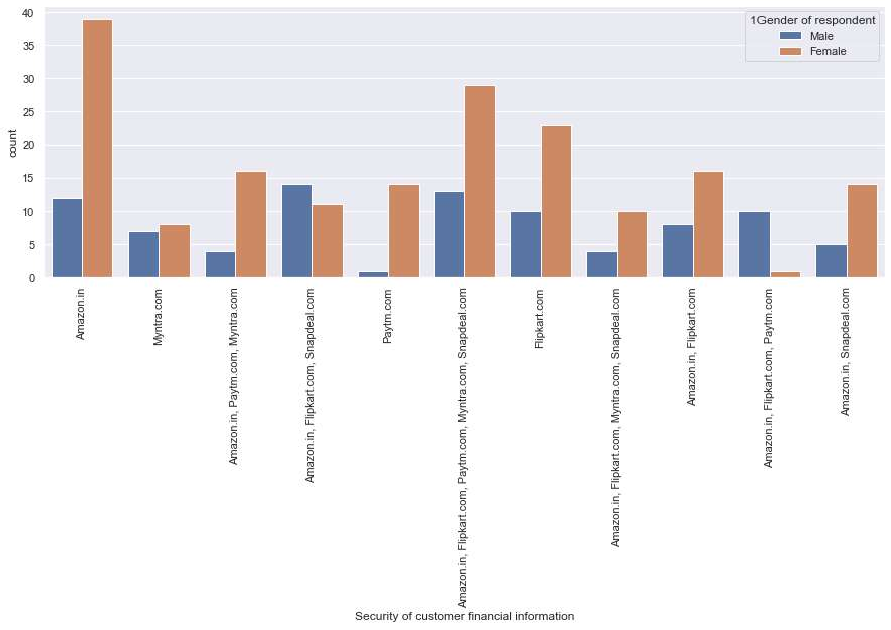 1Gender of respondent
Male
Female
count
40
35
30
25
20
15
10
5
0
Amazon.in
Myntra.com
Amazon.in, Paytm.com, Myntra.com
Amazon.in, Flipkart.com, Snapdeal.com
Paytm.com
Amazon.in, Flipkart.com, Paytm.com, Myntra.com, Snapdeal.com
Flipkart.com
Amazon.in, Flipkart.com, Myntra.com, Snapdeal.com
Amazon.in, Flipkart.com
Amazon.in, Flipkart.com, Paytm.com
Amazon.in, Snapdeal.com
Security of customer financial information